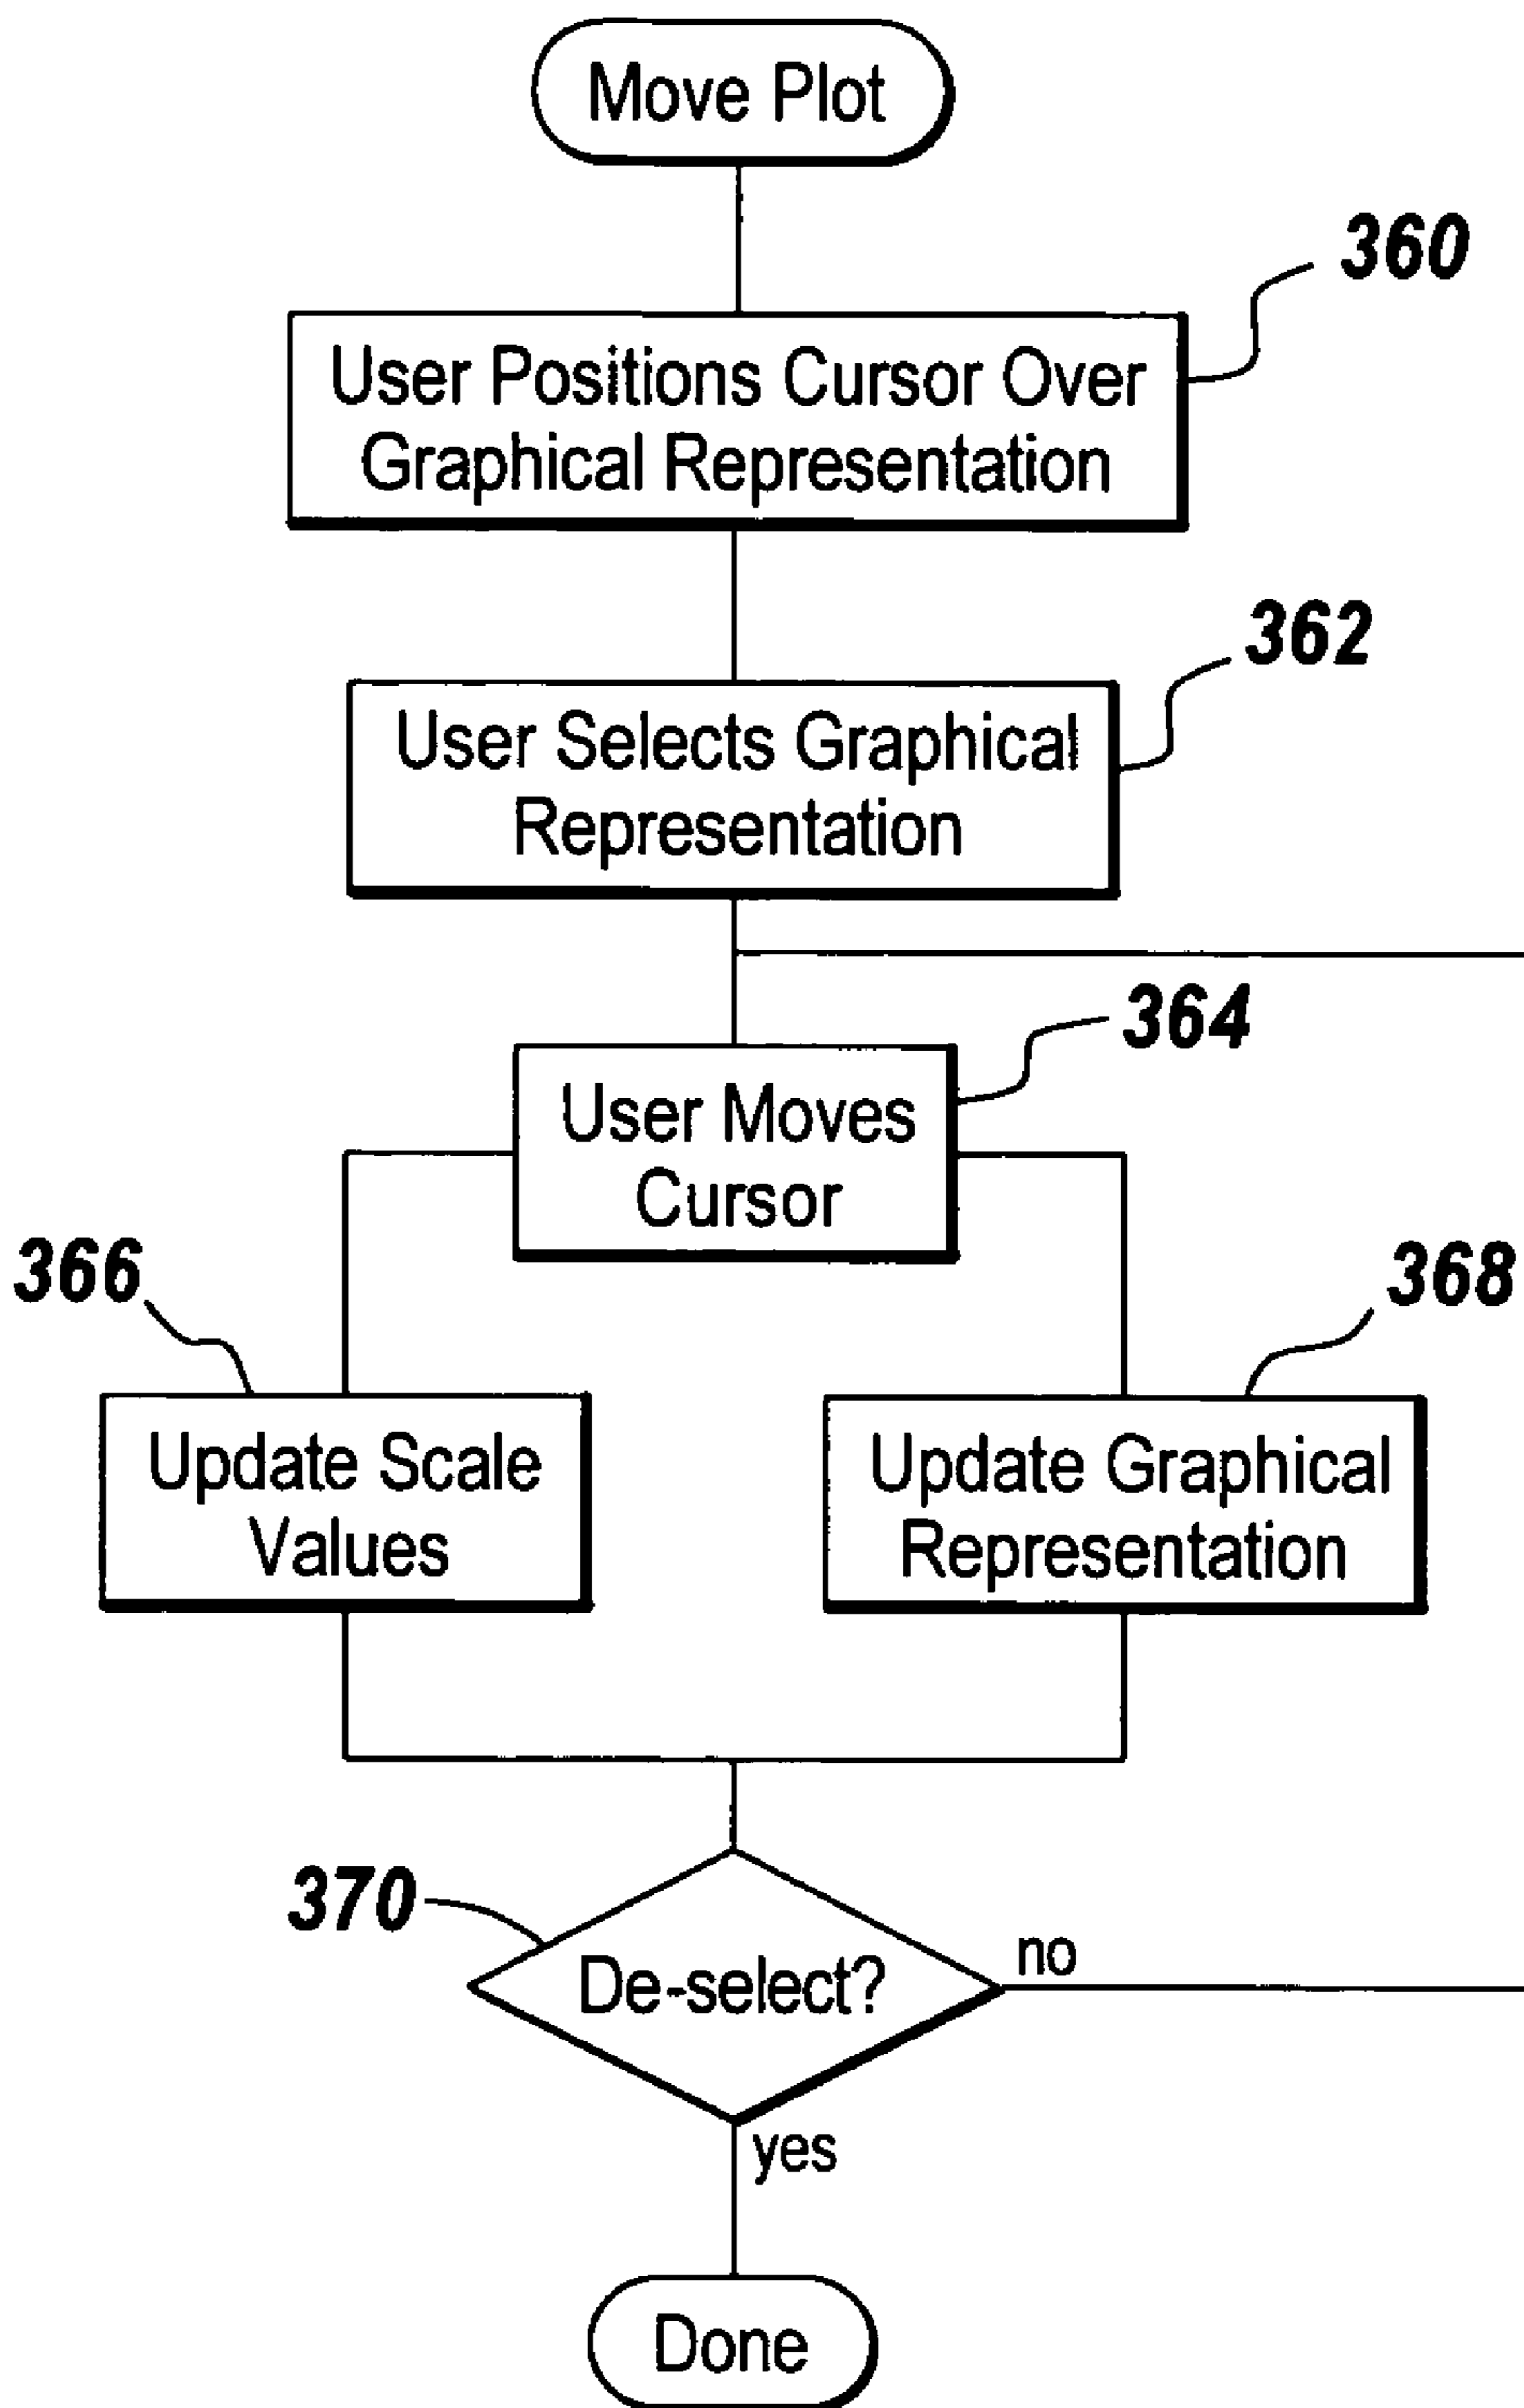 Move Plot
360
User Positions Cursor Over
Graphical Representation
362
User Selects Graphical
Representation
364
User Moves
Cursor
366
368
Update Scale
Values
Update Graphical
Representation
370
De-select?
no
yes
Done